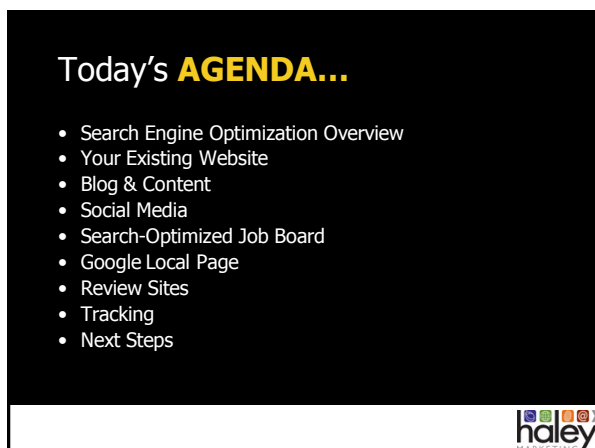 Today's AGENDA...
• Search Engine Optimization Overview
• Your Existing Website
• Blog & Content
• Social Media
• Search-Optimized Job Board
• Google Local Page
• Review Sites
• Tracking
• Next Steps
haley
MARKETING